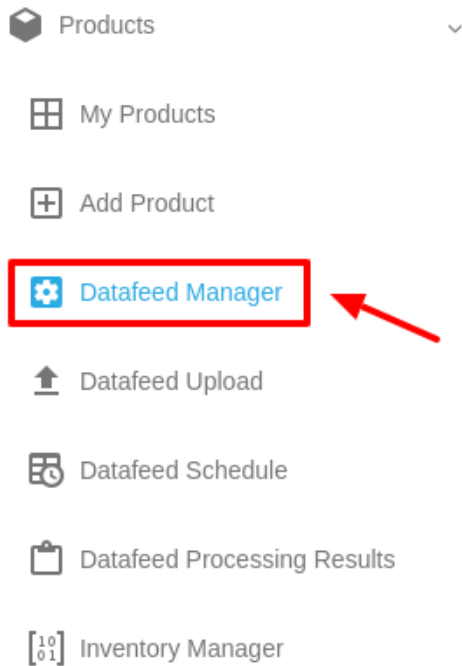 Products
My Products
Add Product
Datafeed Manager
Datafeed Upload
Datafeed Schedule
Datafeed Processing Results
Inventory Manager